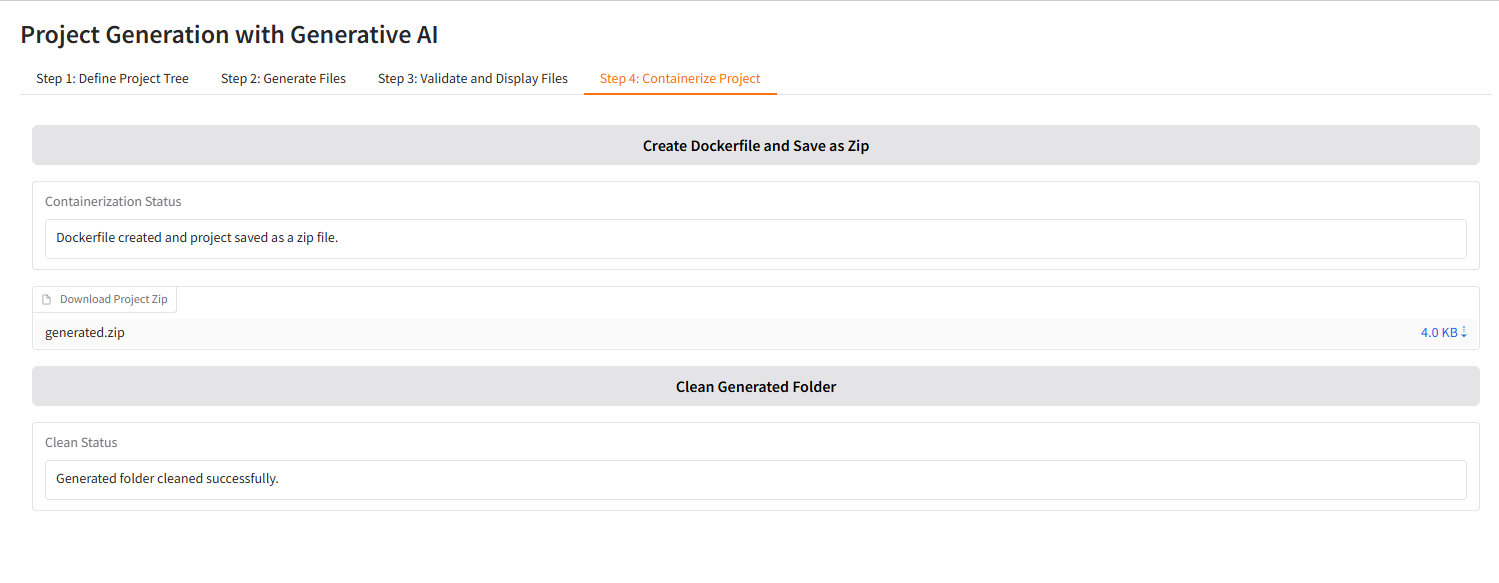 Project Generation with Generative AI
Step 1: Define Project Tree Step 2: Generate Files Step 3: Validate and Display Files Step 4: Containerize Project
Create Dockerfile and Save as Zip
Containerization Status
Dockerfile created and project saved as a zip file.
Download Project Zip
generated.zip 4.0 KB ⇣
Clean Generated Folder
Clean Status
Generated folder cleaned successfully.